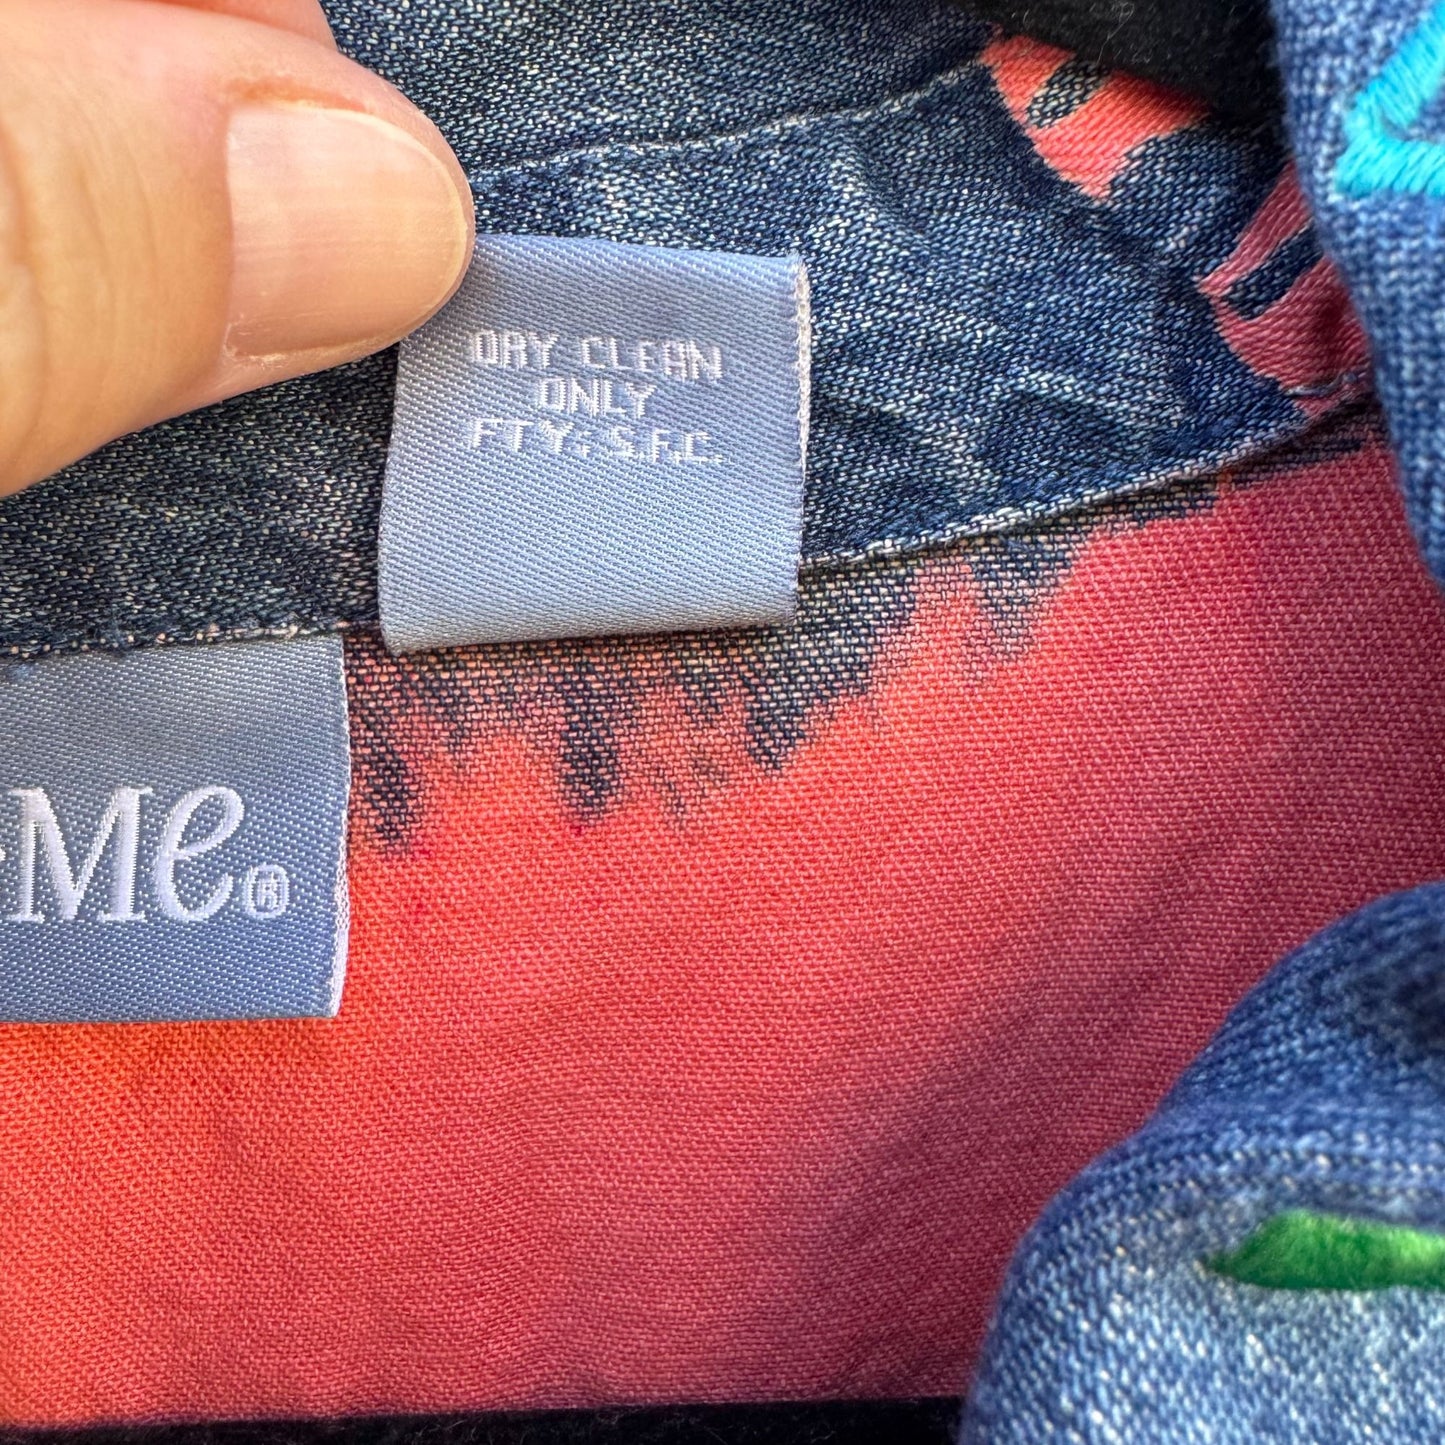 DRY CLEAN
ONLY
FTY: S.F.C.
Me®